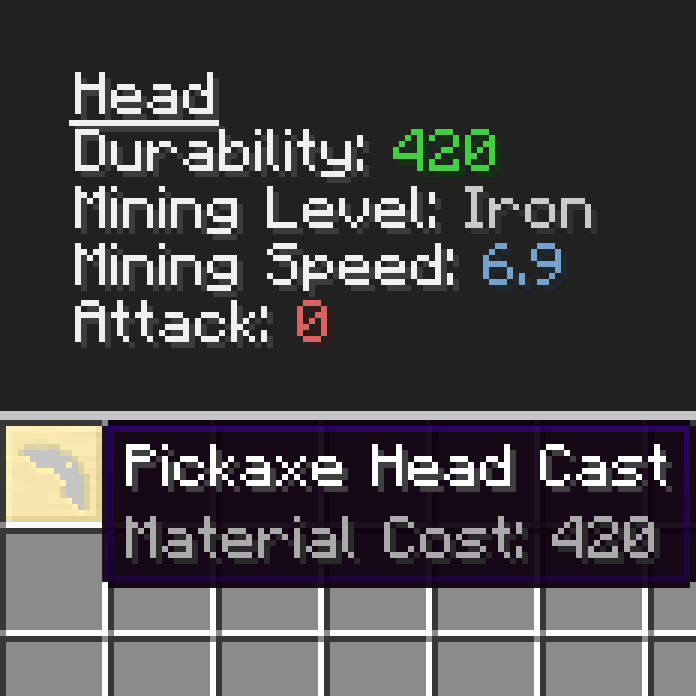 Head
Durability: 420
Mining Level: Iron
Mining Speed: 6.9
Attack: 0
Pickaxe Head Cast
Material Cost: 420